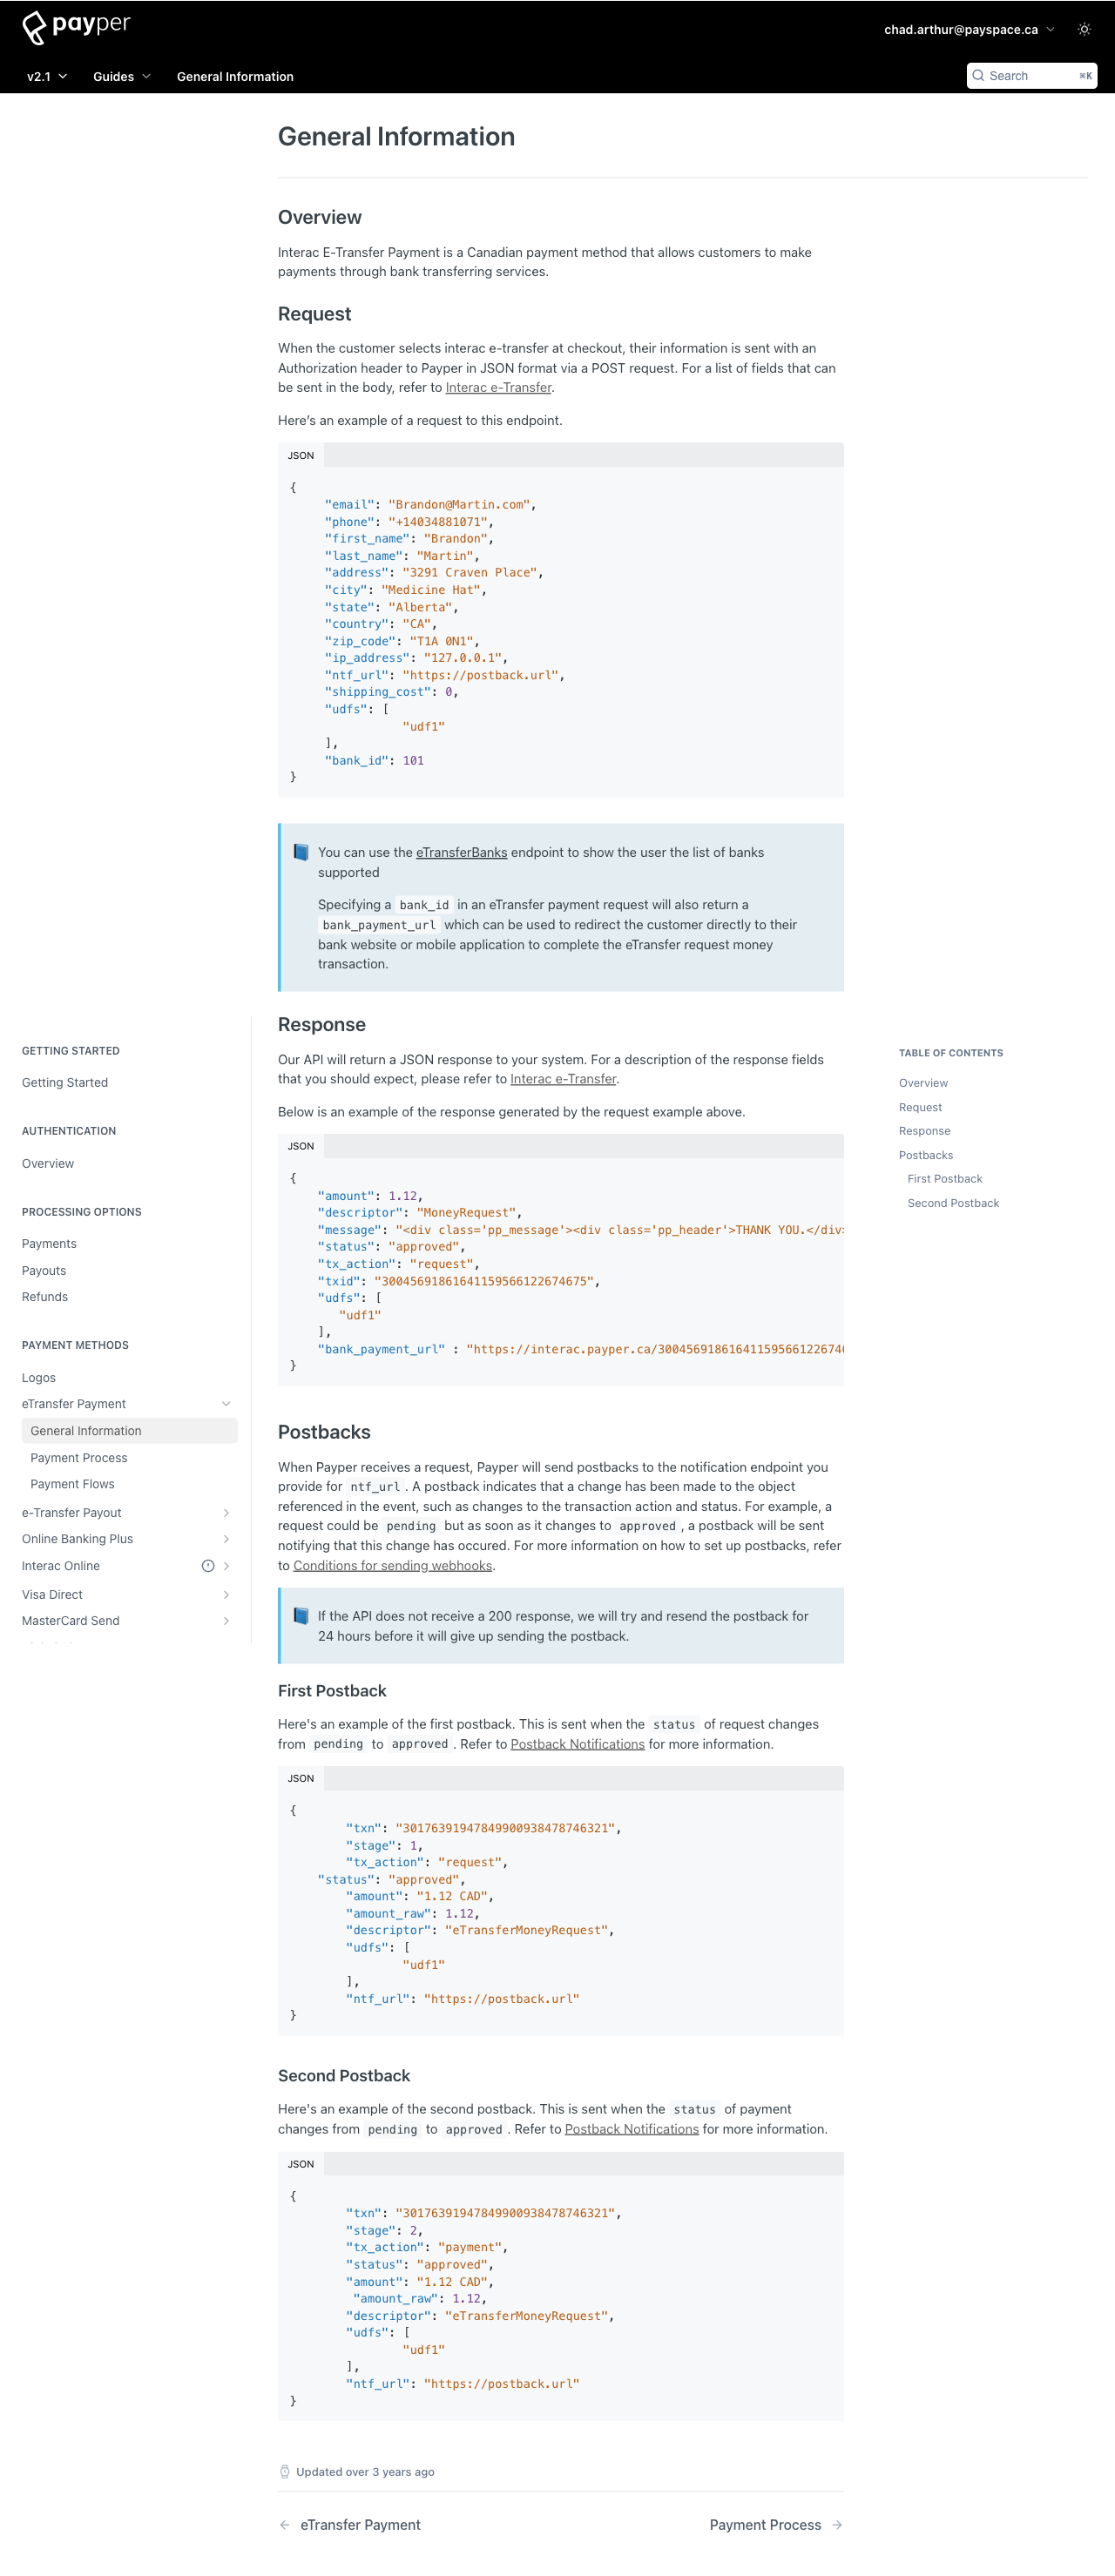 payper
chad.arthur@payspace.ca
v2.1
Guides
General Information
Search
⌘K
General Information
Overview
Interac E-Transfer Payment is a Canadian payment method that allows customers to make
payments through bank transferring services.
Request
When the customer selects interac e-transfer at checkout, their information is sent with an
Authorization header to Payper in JSON format via a POST request. For a list of fields that can
be sent in the body, refer to Interac e-Transfer.
Here's an example of a request to this endpoint.
JSON
{
"email": "Brandon@Martin.com",
"phone": "+14034881071",
"first_name": "Brandon",
"last_name": "Martin",
"address": "3291 Craven Place",
"city": "Medicine Hat",
"state": "Alberta",
"country": "CA",
"zip_code": "T1A 0N1",
"ip_address": "127.0.0.1",
"ntf_url": "https://postback.url",
"shipping_cost": 0,
"udfs": [
"udf1"
],
"bank_id": 101
}
You can use the eTransferBanks endpoint to show the user the list of banks
supported
Specifying a bank_id in an eTransfer payment request will also return a
bank_payment_url which can be used to redirect the customer directly to their
bank website or mobile application to complete the eTransfer request money
transaction.
GETTING STARTED
Getting Started
AUTHENTICATION
Overview
PROCESSING OPTIONS
Payments
Payouts
Refunds
PAYMENT METHODS
Logos
eTransfer Payment
General Information
Payment Process
Payment Flows
e-Transfer Payout
Online Banking Plus
Interac Online
Visa Direct
MasterCard Send
Response
Our API will return a JSON response to your system. For a description of the response fields
that you should expect, please refer to Interac e-Transfer.
Below is an example of the response generated by the request example above.
JSON
{
"amount": 1.12,
"descriptor": "MoneyRequest",
"message": "<div class='pp_message'><div class='pp_header'>THANK YOU.</div>
"status": "approved",
"tx_action": "request",
"txid": "300456918616411595661226​74675",
"udfs": [
"udf1"
],
"bank_payment_url" : "https://interac.payper.ca/30045691861641159566122674
}
TABLE OF CONTENTS
Overview
Request
Response
Postbacks
First Postback
Second Postback
Postbacks
When Payper receives a request, Payper will send postbacks to the notification endpoint you
provide for ntf_url . A postback indicates that a change has been made to the object
referenced in the event, such as changes to the transaction action and status. For example, a
request could be pending but as soon as it changes to approved , a postback will be sent
notifying that this change has occured. For more information on how to set up postbacks, refer
to Conditions for sending webhooks.
If the API does not receive a 200 response, we will try and resend the postback for
24 hours before it will give up sending the postback.
First Postback
Here's an example of the first postback. This is sent when the status of request changes
from pending to approved . Refer to Postback Notifications for more information.
JSON
{
"txn": "30176391947849900938478746321",
"stage": 1,
"tx_action": "request",
"status": "approved",
"amount": "1.12 CAD",
"amount_raw": 1.12,
"descriptor": "eTransferMoneyRequest",
"udfs": [
"udf1"
],
"ntf_url": "https://postback.url"
}
Second Postback
Here's an example of the second postback. This is sent when the status of payment
changes from pending to approved . Refer to Postback Notifications for more information.
JSON
{
"txn": "30176391947849900938478746321",
"stage": 2,
"tx_action": "payment",
"status": "approved",
"amount": "1.12 CAD",
"amount_raw": 1.12,
"descriptor": "eTransferMoneyRequest",
"udfs": [
"udf1"
],
"ntf_url": "https://postback.url"
}
Updated over 3 years ago
← eTransfer Payment
Payment Process →